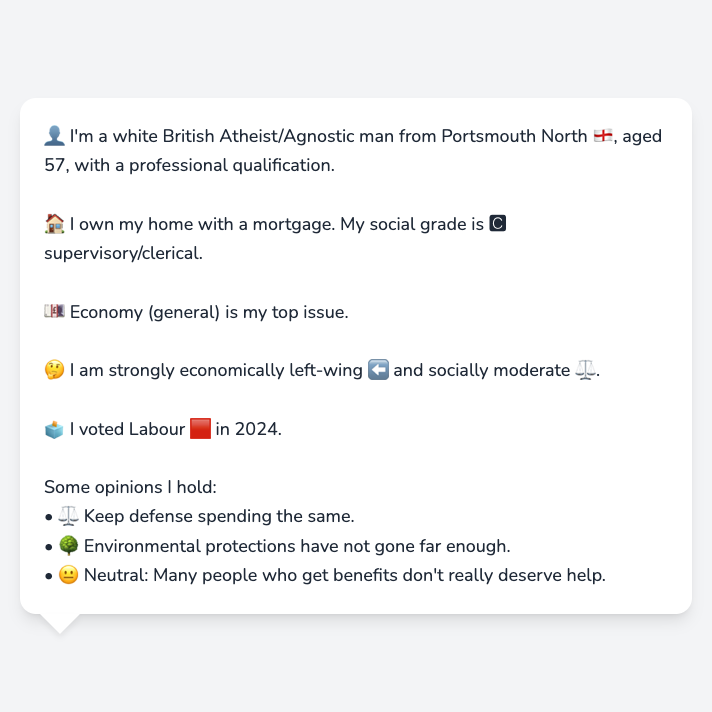 👤 I'm a white British Atheist/Agnostic man from Portsmouth North 🏴󠁧󠁢󠁥󠁮󠁧󠁿, aged
57, with a professional qualification.
🏠 I own my home with a mortgage. My social grade is 🅲
supervisory/clerical.
💷 Economy (general) is my top issue.
🤔 I am strongly economically left-wing ⬅️ and socially moderate ⚖️.
🗳️ I voted Labour 🟥 in 2024.
Some opinions I hold:
• ⚖️ Keep defense spending the same.
• 🌳 Environmental protections have not gone far enough.
• 😐 Neutral: Many people who get benefits don't really deserve help.